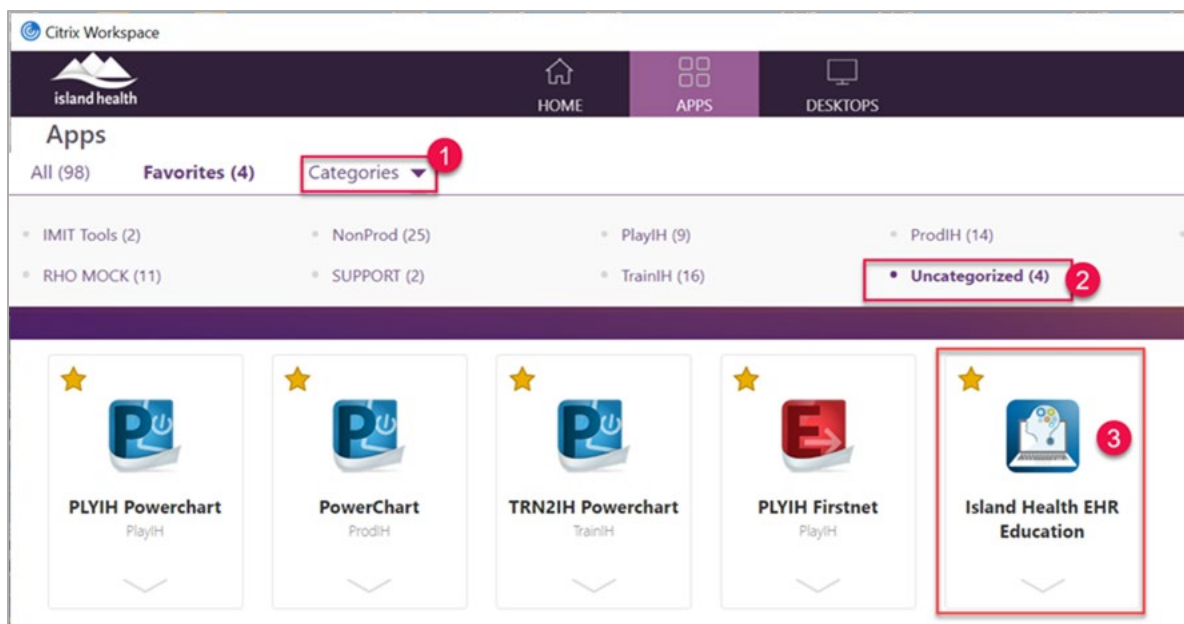 Citrix Workspace
island health
HOME APPS DESKTOPS
Apps
All (98) Favorites (4) Categories 1
IMIT Tools (2) NonProd (25) PlayIH (9) ProdIH (14)
RHO MOCK (11) SUPPORT (2) TrainIH (16) Uncategorized (4) 2
3
PLYIH Powerchart PowerChart TRN2IH Powerchart PLYIH Firstnet Island Health EHR
PlayIH ProdIH TrainIH PlayIH Education